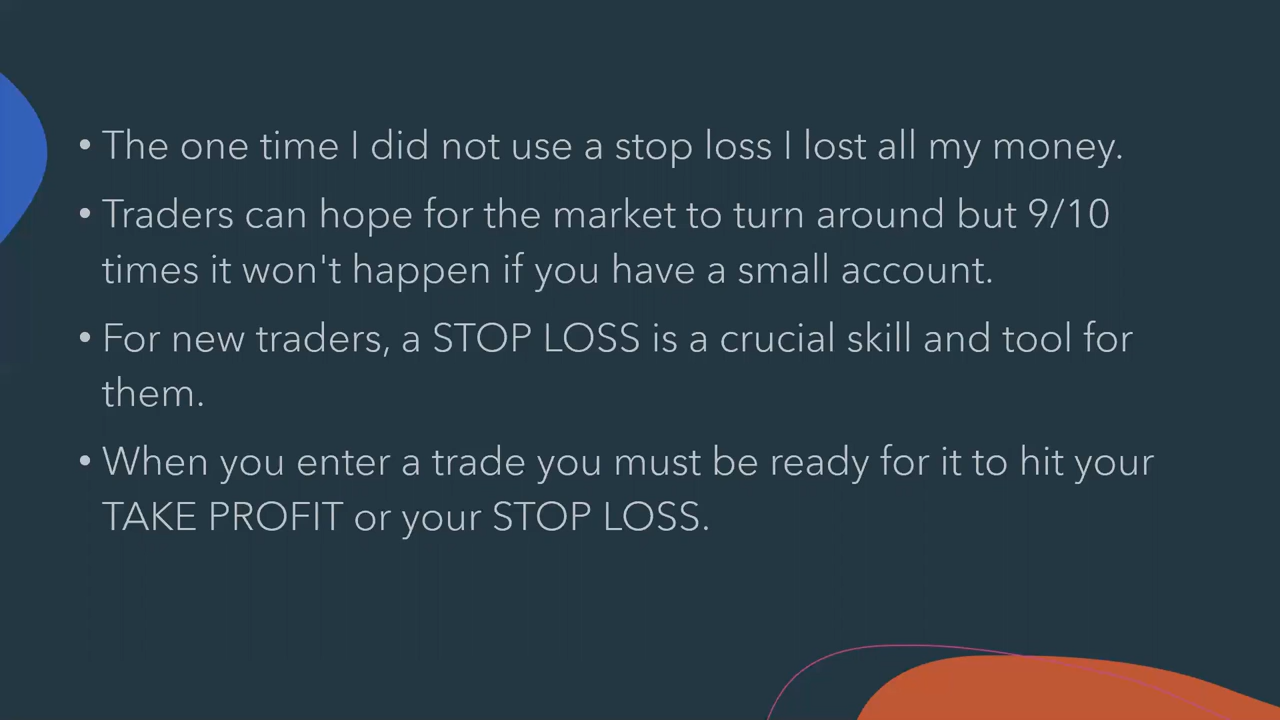 • The one time I did not use a stop loss I lost all my money.
• Traders can hope for the market to turn around but 9/10
times it won't happen if you have a small account.
• For new traders, a STOP LOSS is a crucial skill and tool for
them.
• When you enter a trade you must be ready for it to hit your
TAKE PROFIT or your STOP LOSS.